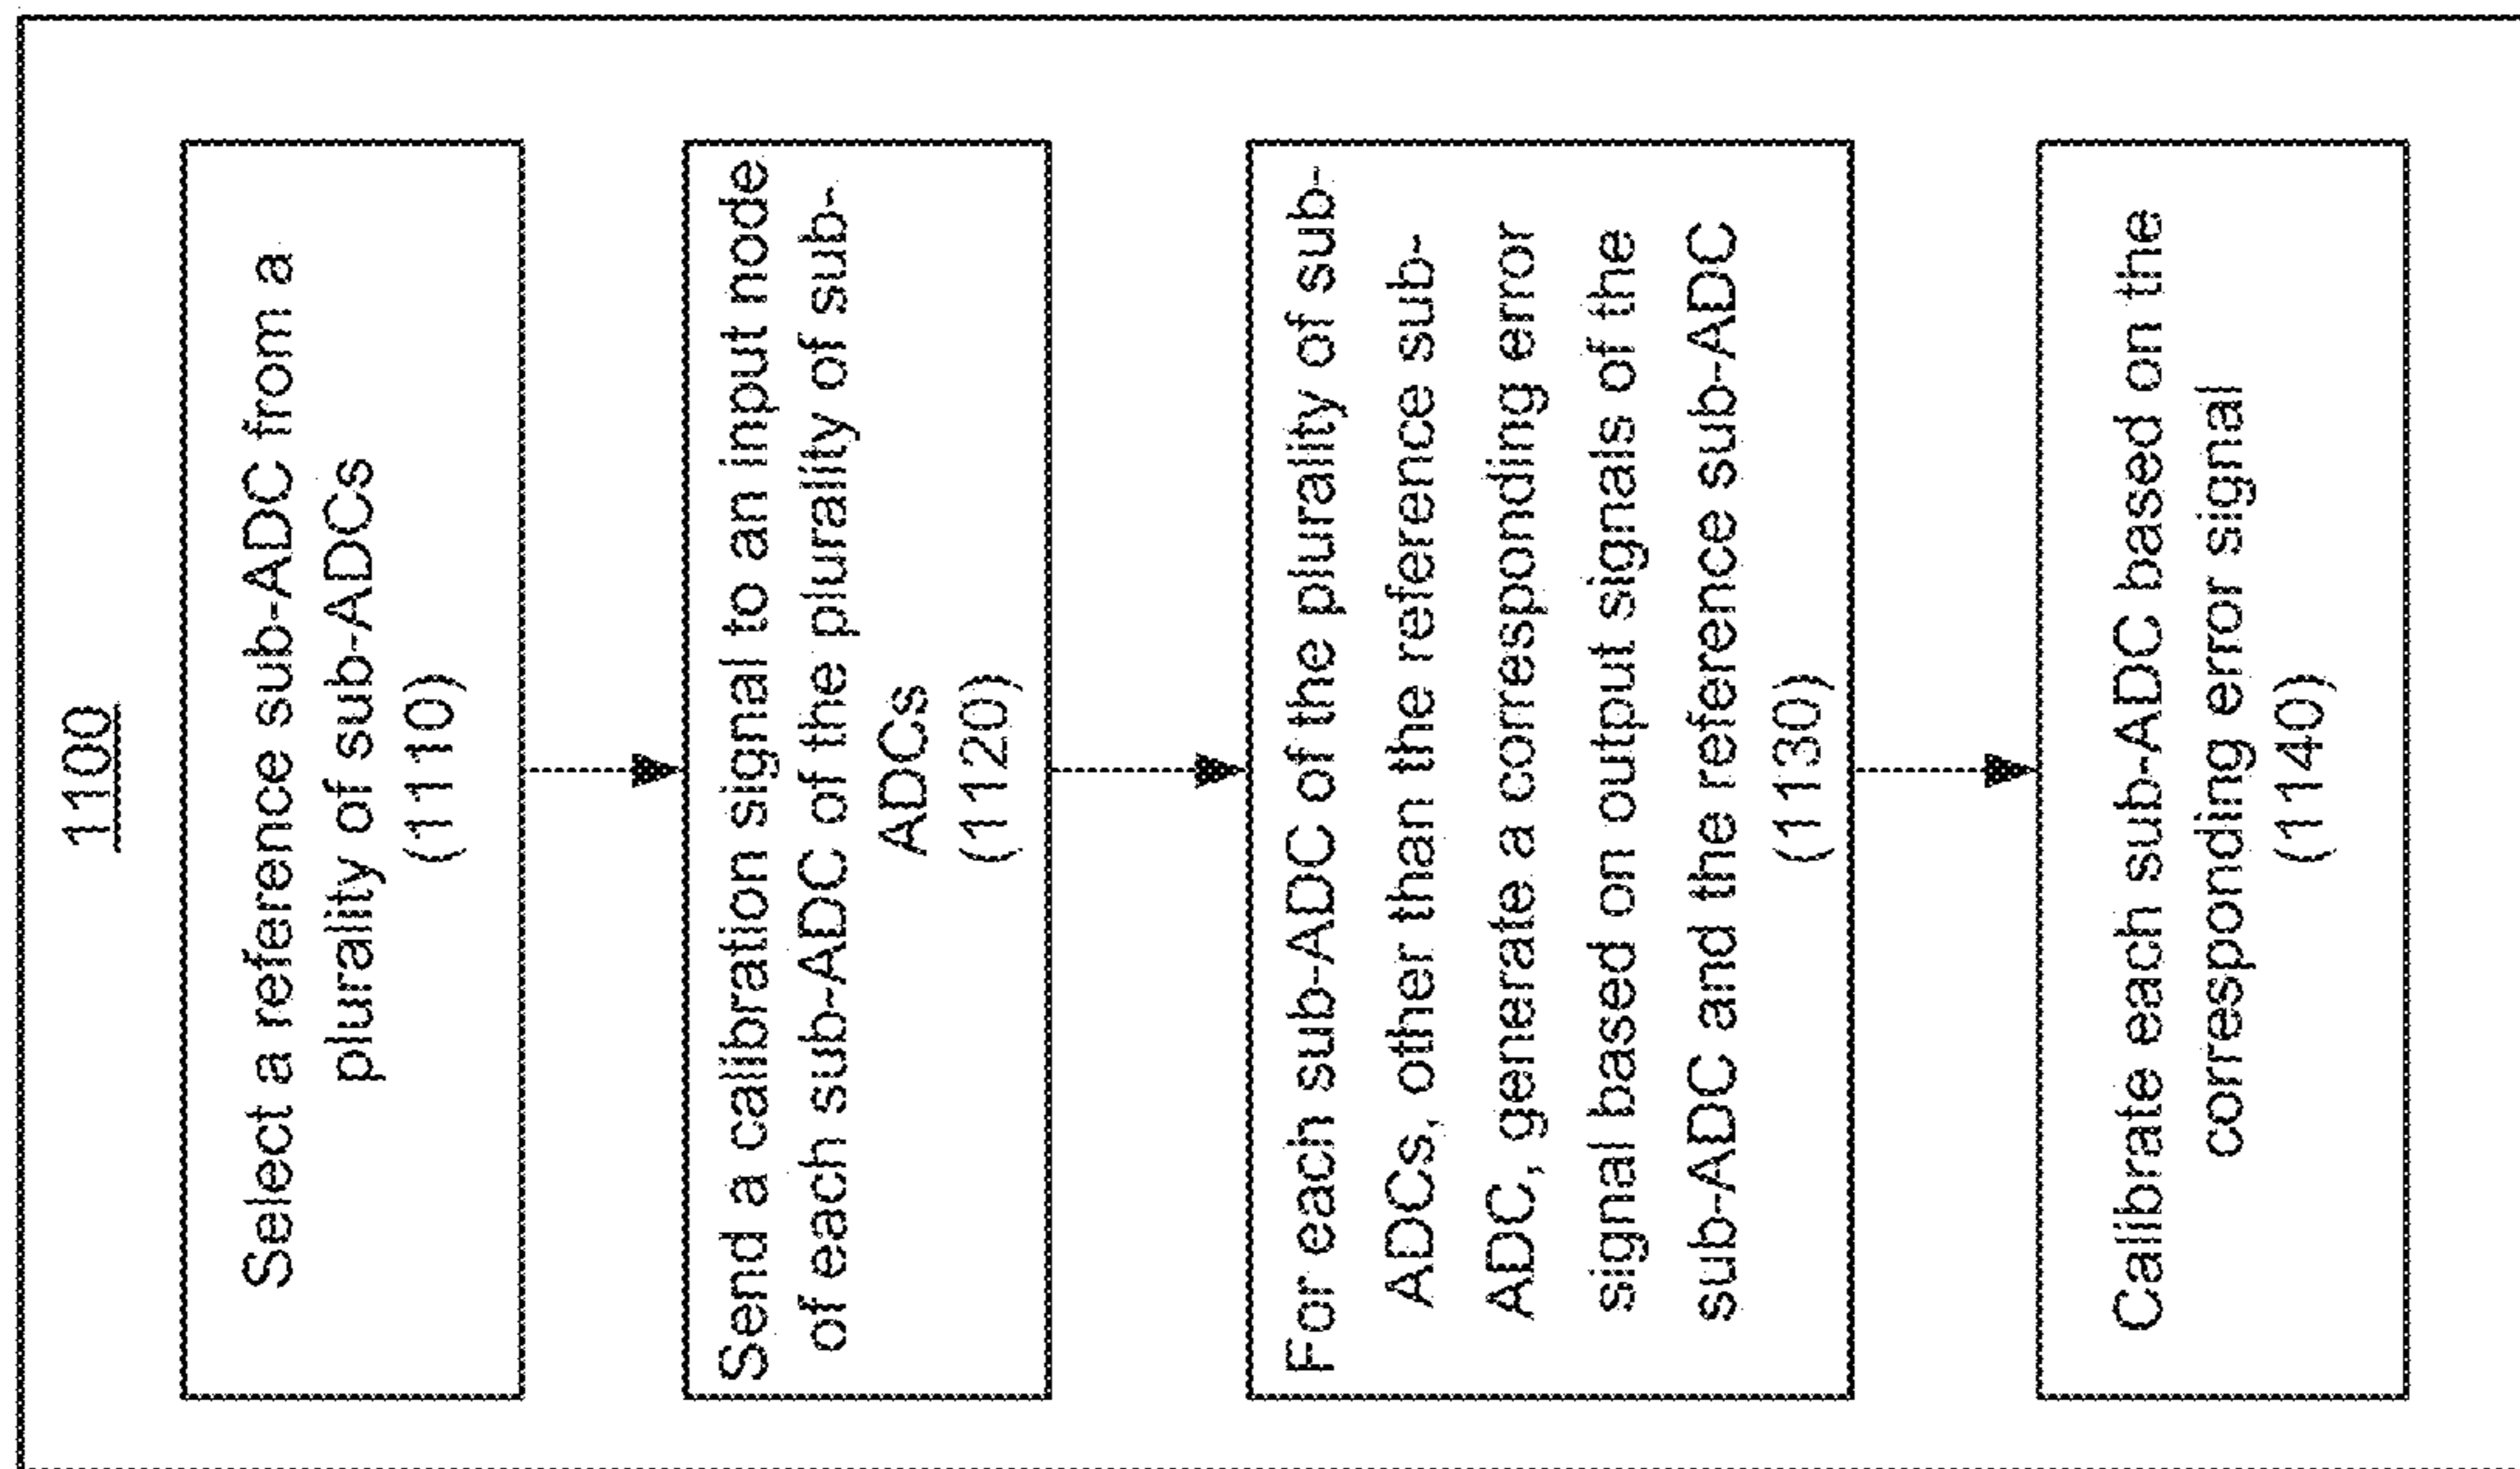 1100
Select a reference sub-ADC from a
plurality of sub-ADCs
(1110)
Send a calibration signal to an input node
of each sub-ADC of the plurality of sub-
ADCs
(1120)
For each sub-ADC of the plurality of sub-
ADCs, other than the reference sub-
ADC, generate a corresponding error
signal based on output signals of the
sub-ADC and the reference sub-ADC
(1130)
Calibrate each sub-ADC based on the
corresponding error signal
(1140)